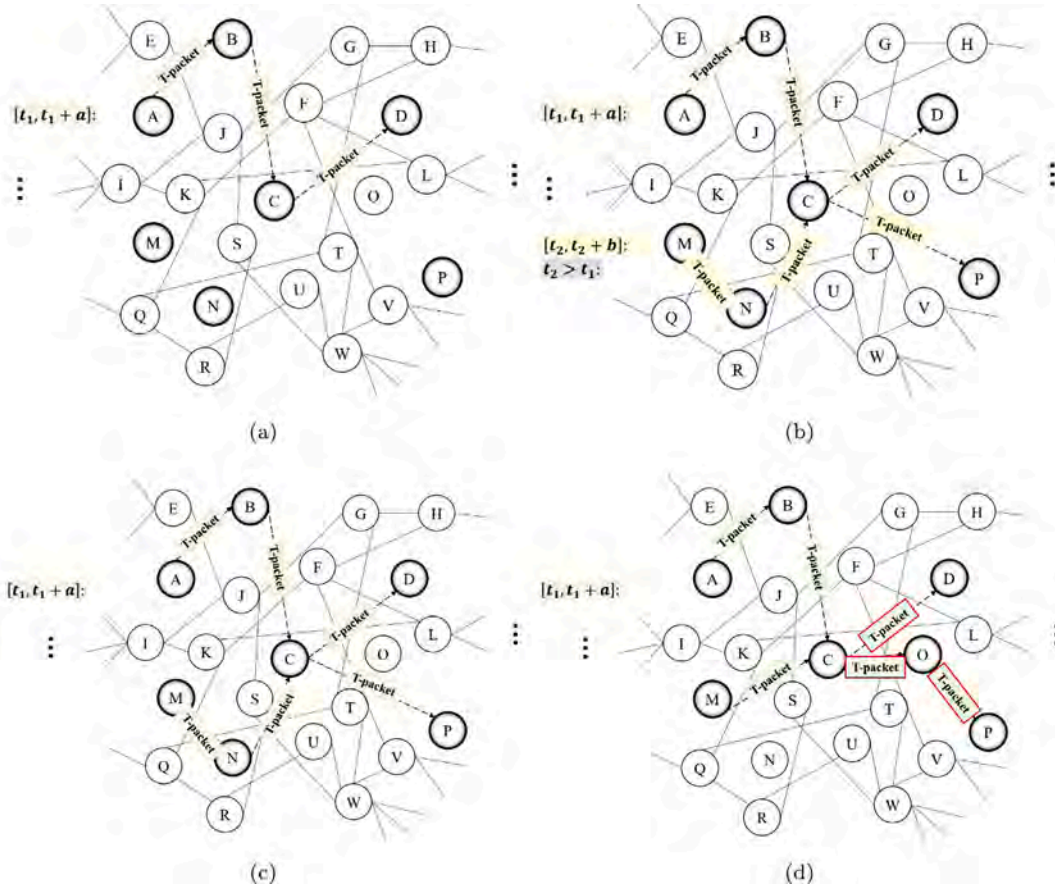 E
B
G
H
T-packet
T-packet
[t₁, t₁ + a]:
A
F
D
J
T-packet
I
K
L
C
O
M
S
T
P
N
U
V
Q
R
W
(a)
E
B
G
H
T-packet
T-packet
[t₁, t₁ + a]:
A
F
D
J
T-packet
I
K
L
C
O
T-packet
[t₂, t₂ + b]:
t₂ > t₁:
M
S
T
P
T-packet
T-packet
N
U
V
Q
R
W
(b)
E
B
G
H
T-packet
T-packet
[t₁, t₁ + a]:
A
F
D
J
T-packet
I
K
L
C
O
T-packet
M
S
T
P
T-packet
T-packet
N
U
V
Q
R
W
(c)
E
B
G
H
T-packet
T-packet
[t₁, t₁ + a]:
A
F
D
J
T-packet
I
K
L
C
O
T-packet
T-packet
M
T-packet
S
T
P
N
U
V
Q
R
W
(d)